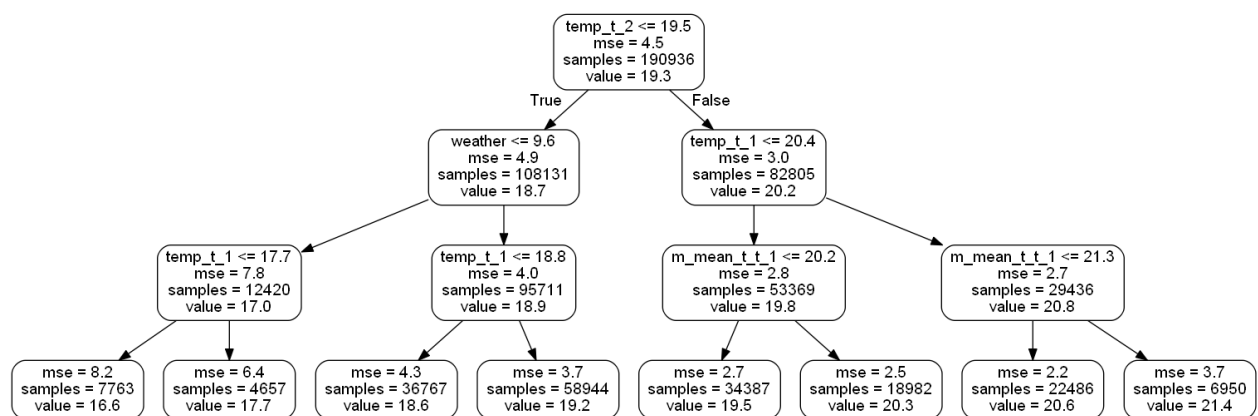 temp_t_2 <= 19.5
mse = 4.5
samples = 190936
value = 19.3
True
False
weather <= 9.6
mse = 4.9
samples = 108131
value = 18.7
temp_t_1 <= 20.4
mse = 3.0
samples = 82805
value = 20.2
temp_t_1 <= 17.7
mse = 7.8
samples = 12420
value = 17.0
temp_t_1 <= 18.8
mse = 4.0
samples = 95711
value = 18.9
m_mean_t_t_1 <= 20.2
mse = 2.8
samples = 53369
value = 19.8
m_mean_t_t_1 <= 21.3
mse = 2.7
samples = 29436
value = 20.8
mse = 8.2
samples = 7763
value = 16.6
mse = 6.4
samples = 4657
value = 17.7
mse = 4.3
samples = 36767
value = 18.6
mse = 3.7
samples = 58944
value = 19.2
mse = 2.7
samples = 34387
value = 19.5
mse = 2.5
samples = 18982
value = 20.3
mse = 2.2
samples = 22486
value = 20.6
mse = 3.7
samples = 6950
value = 21.4